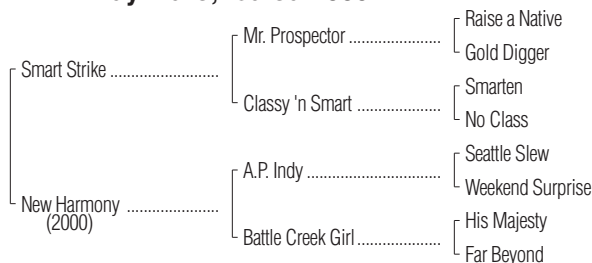 Raise a Native
Mr. Prospector ....................
Gold Digger
Smart Strike ..........................
Smarten
Classy 'n Smart ....................
No Class
Seattle Slew
A.P. Indy ................................
Weekend Surprise
New Harmony ......................
(2000)
His Majesty
Battle Creek Girl ...................
Far Beyond